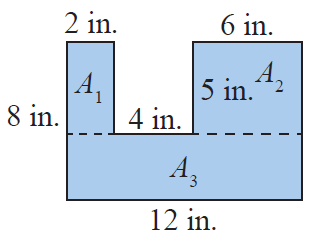 2 in.
6 in.
A₁
5 in.
A₂
8 in.
4 in.
A₃
12 in.